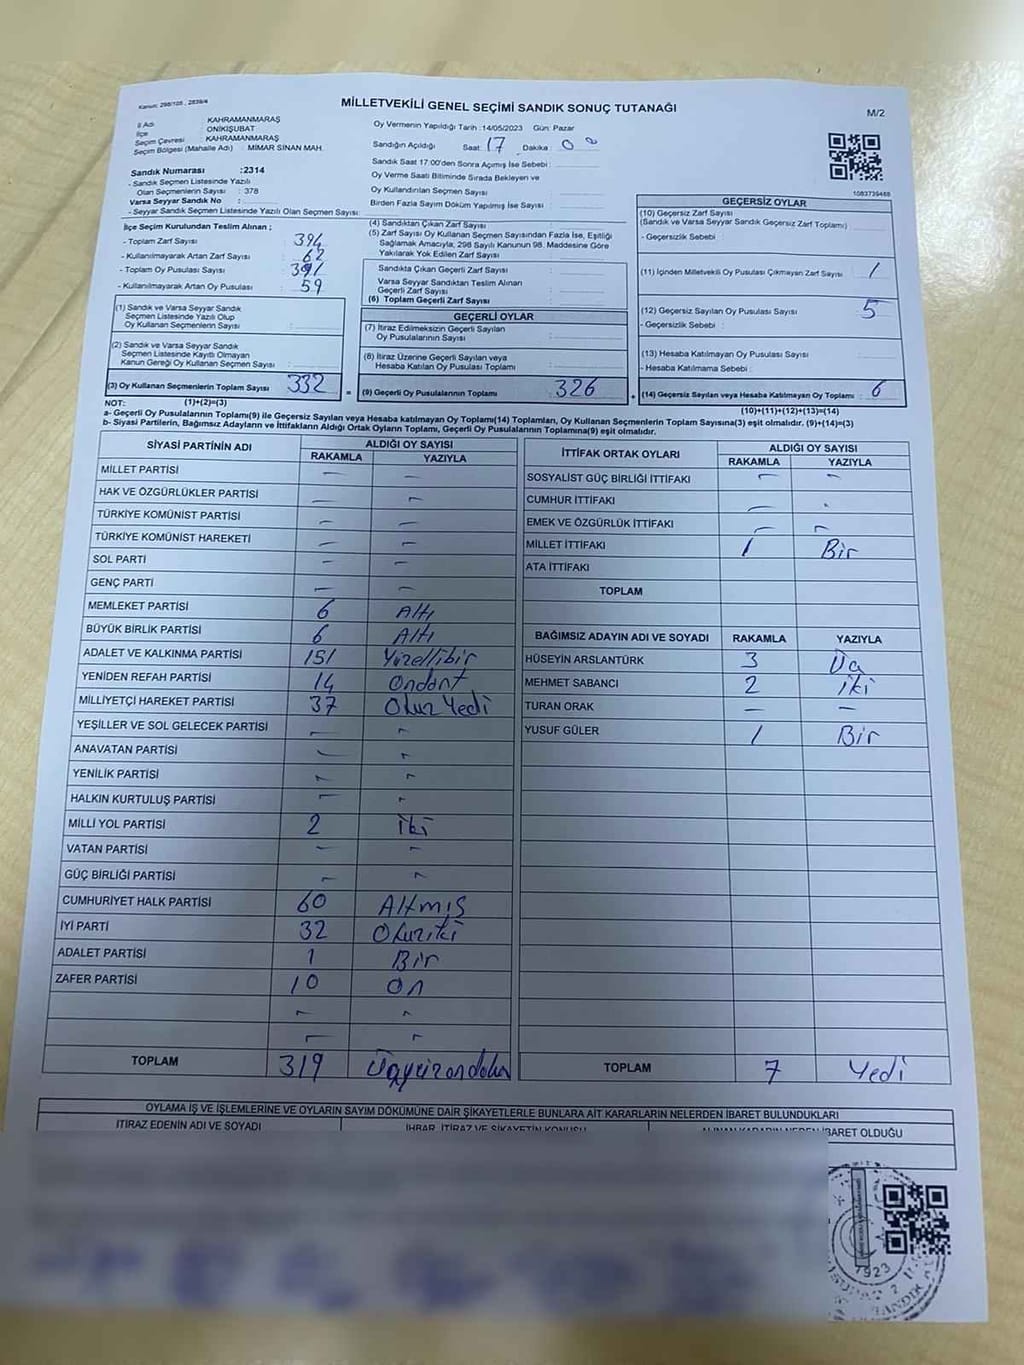 Kanun: 298/105 , 2839/4
MİLLETVEKİLİ GENEL SEÇİMİ SANDIK SONUÇ TUTANAĞI
M/2
İl Adı : KAHRAMANMARAŞ
İlçe : ONİKİŞUBAT
Seçim Çevresi : KAHRAMANMARAŞ
Seçim Bölgesi (Mahalle Adı) : MİMAR SİNAN MAH.
Sandık Numarası :2314
- Sandık Seçmen Listesinde Yazılı
Olan Seçmenlerin Sayısı : 378
Varsa Seyyar Sandık No :
- Seyyar Sandık Seçmen Listesinde Yazılı Olan Seçmen Sayısı:
Oy Vermenin Yapıldığı Tarih :14/05/2023 Gün: Pazar
Sandığın Açıldığı Saat 17 Dakika 00
Sandık Saat 17:00'den Sonra Açımış İse Sebebi :
Oy Verme Saati Bitiminde Sırada Bekleyen ve
Oy Kullandırılan Seçmen Sayısı :
Birden Fazla Sayım Döküm Yapılmış İse Sayısı :
1083739488
İlçe Seçim Kurulundan Teslim Alınan ;
- Toplam Zarf Sayısı : 394
- Kullanılmayarak Artan Zarf Sayısı : 62
- Toplam Oy Pusulası Sayısı : 391
- Kullanılmayarak Artan Oy Pusulası : 59
(1) Sandık ve Varsa Seyyar Sandık
Seçmen Listesinde Yazılı Olup
Oy Kullanan Seçmenlerin Sayısı :
(2) Sandık ve Varsa Seyyar Sandık
Seçmen Listesinde Kayıtlı Olmayan
Kanun Gereği Oy Kullanan Seçmen Sayısı :
(3) Oy Kullanan Seçmenlerin Toplam Sayısı : 332 =
(4) Sandıktan Çıkan Zarf Sayısı :
(5) Zarf Sayısı Oy Kullanan Seçmen Sayısından Fazla İse, Eşitliği
Sağlamak Amacıyla, 298 Sayılı Kanunun 98. Maddesine Göre
Yakılarak Yok Edilen Zarf Sayısı :
Sandıkta Çıkan Geçerli Zarf Sayısı :
Varsa Seyyar Sandıktan Teslim Alınan
Geçerli Zarf Sayısı :
(6) Toplam Geçerli Zarf Sayısı :
GEÇERLİ OYLAR
(7) İtiraz Edilmeksizin Geçerli Sayılan
Oy Pusulalarının Sayısı :
(8) İtiraz Üzerine Geçerli Sayılan veya
Hesaba Katılan Oy Pusulası Toplamı :
(9) Geçerli Oy Pusulalarının Toplamı : 326 +
GEÇERSİZ OYLAR
(10) Geçersiz Zarf Sayısı
(Sandık ve Varsa Seyyar Sandık Geçersiz Zarf Toplamı) :
- Geçersizlik Sebebi :
(11) İçinden Milletvekili Oy Pusulası Çıkmayan Zarf Sayısı : 1
(12) Geçersiz Sayılan Oy Pusulası Sayısı : 5
- Geçersizlik Sebebi :
(13) Hesaba Katılmayan Oy Pusulası Sayısı :
- Hesaba Katılmama Sebebi :
(14) Geçersiz Sayılan veya Hesaba Katılmayan Oy Toplamı : 6
NOT: (1)+(2)=(3) (10)+(11)+(12)+(13)=(14)
a- Geçerli Oy Pusulalarının Toplamı(9) ile Geçersiz Sayılan veya Hesaba katılmayan Oy Toplamı(14) Toplamları, Oy Kullanan Seçmenlerin Toplam Sayısına(3) eşit olmalıdır. (9)+(14)=(3)
b- Siyasi Partilerin, Bağımsız Adayların ve İttifakların Aldığı Ortak Oyların Toplamı, Geçerli Oy Pusulalarının Toplamına(9) eşit olmalıdır.
SİYASİ PARTİNİN ADI ALDIĞI OY SAYISI
RAKAMLA YAZIYLA
MİLLET PARTİSİ — —
HAK VE ÖZGÜRLÜKLER PARTİSİ — —
TÜRKİYE KOMÜNİST PARTİSİ — —
TÜRKİYE KOMÜNİST HAREKETİ — —
SOL PARTİ — —
GENÇ PARTİ — —
MEMLEKET PARTİSİ 6 Altı
BÜYÜK BİRLİK PARTİSİ 6 Altı
ADALET VE KALKINMA PARTİSİ 151 Yüzellibir
YENİDEN REFAH PARTİSİ 14 Ondört
MİLLİYETÇİ HAREKET PARTİSİ 37 Otuz Yedi
YEŞİLLER VE SOL GELECEK PARTİSİ — —
ANAVATAN PARTİSİ — —
YENİLİK PARTİSİ — —
HALKIN KURTULUŞ PARTİSİ — —
MİLLİ YOL PARTİSİ 2 iki
VATAN PARTİSİ — —
GÜÇ BİRLİĞİ PARTİSİ — —
CUMHURİYET HALK PARTİSİ 60 Altmış
İYİ PARTİ 32 Otuziki
ADALET PARTİSİ 1 Bir
ZAFER PARTİSİ 10 on
— —
— —
TOPLAM 319 Üçyüzondokuz
İTTİFAK ORTAK OYLARI ALDIĞI OY SAYISI
RAKAMLA YAZIYLA
SOSYALİST GÜÇ BİRLİĞİ İTTİFAKI — —
CUMHUR İTTİFAKI — -
EMEK VE ÖZGÜRLÜK İTTİFAKI — —
MİLLET İTTİFAKI 1 Bir
ATA İTTİFAKI
TOPLAM
BAĞIMSIZ ADAYIN ADI VE SOYADI RAKAMLA YAZIYLA
HÜSEYİN ARSLANTÜRK 3 Üç
MEHMET SABANCI 2 iki
TURAN ORAK — —
YUSUF GÜLER 1 Bir
TOPLAM 7 Yedi
OYLAMA İŞ VE İŞLEMLERİNE VE OYLARIN SAYIM DÖKÜMÜNE DAİR ŞİKAYETLERLE BUNLARA AİT KARARLARIN NELERDEN İBARET BULUNDUKLARI
İTİRAZ EDENİN ADI VE SOYADI İHBAR, İTİRAZ VE ŞİKAYETİN KONUSU ALINAN KARARIN NEDEN İBARET OLDUĞU
1923